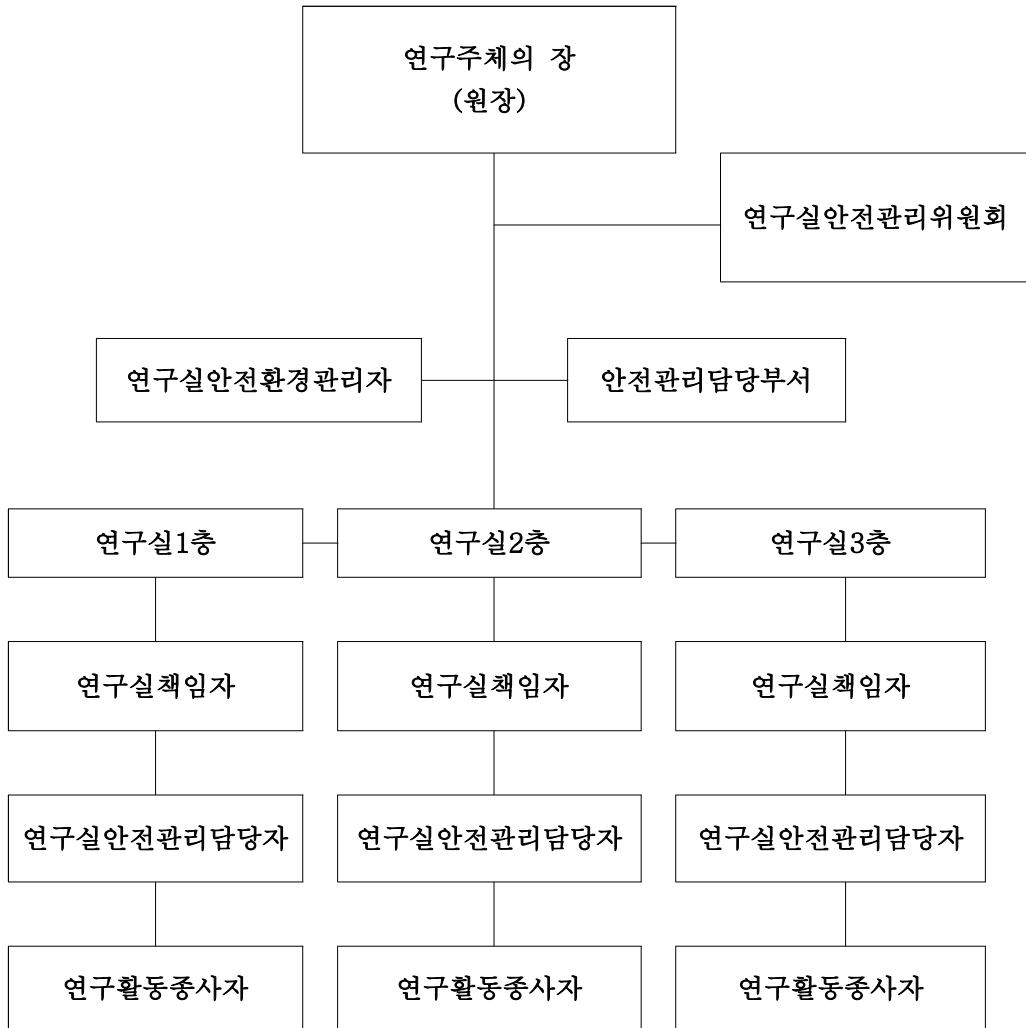 연구주체의 장
(원장)
연구실안전관리위원회
연구실안전환경관리자
안전관리담당부서
연구실1층
연구실2층
연구실3층
연구실책임자
연구실책임자
연구실책임자
연구실안전관리담당자
연구실안전관리담당자
연구실안전관리담당자
연구활동종사자
연구활동종사자
연구활동종사자